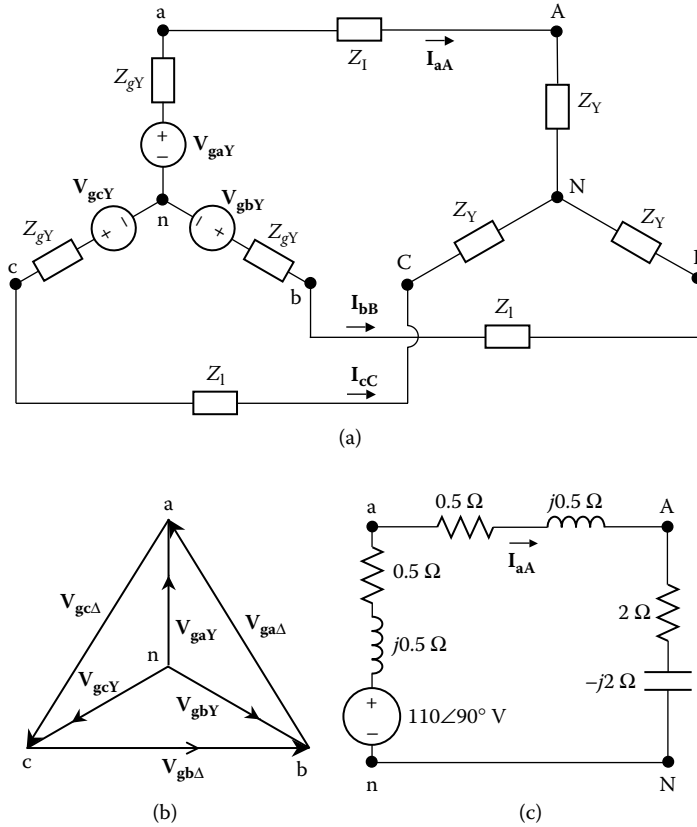 a
A
Z_I
I_aA
Z_gY
Z_Y
V_gaY
V_gcY
n
V_gbY
N
Z_gY
Z_gY
Z_Y
Z_Y
c
b
C
I_bB
Z_l
Z_l
I_cC
(a)
a
V_gcΔ
V_gaY
V_gaΔ
n
V_gcY
V_gbY
c
V_gbΔ
b
(b)
0.5 Ω
j0.5 Ω
a
A
I_aA
0.5 Ω
2 Ω
j0.5 Ω
−j2 Ω
110∠90° V
n
N
(c)